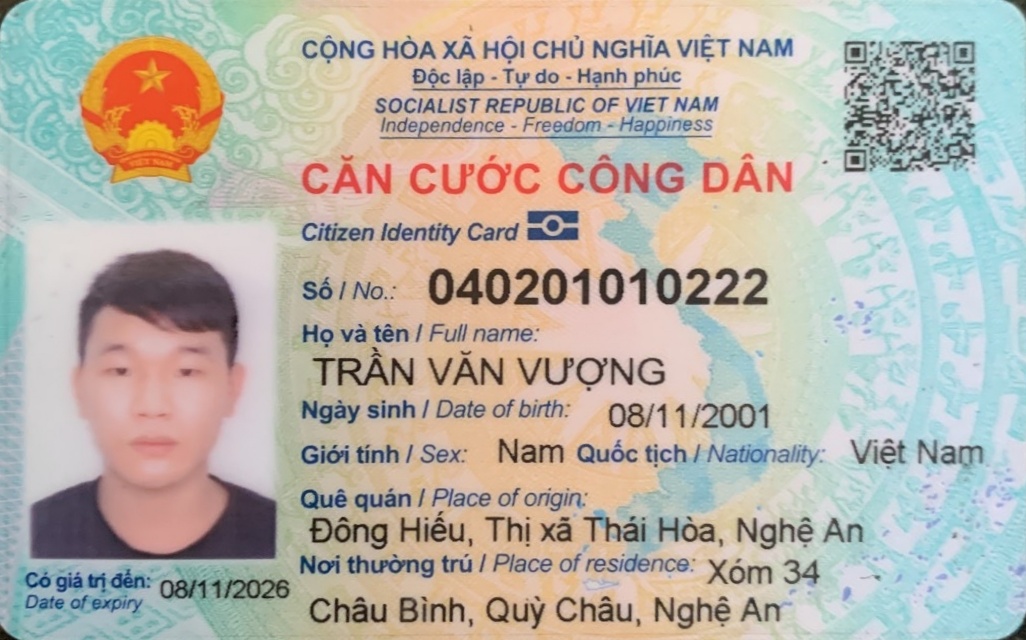 CỘNG HÒA XÃ HỘI CHỦ NGHĨA VIỆT NAM
Độc lập - Tự do - Hạnh phúc
SOCIALIST REPUBLIC OF VIET NAM
Independence - Freedom - Happiness
CĂN CƯỚC CÔNG DÂN
Citizen Identity Card
Số / No.: 040201010222
Họ và tên / Full name:
TRẦN VĂN VƯỢNG
Ngày sinh / Date of birth: 08/11/2001
Giới tính / Sex: Nam Quốc tịch / Nationality: Việt Nam
Quê quán / Place of origin:
Đông Hiếu, Thị xã Thái Hòa, Nghệ An
Nơi thường trú / Place of residence: Xóm 34
Châu Bình, Quỳ Châu, Nghệ An
Có giá trị đến: 08/11/2026
Date of expiry
VIỆT NAM